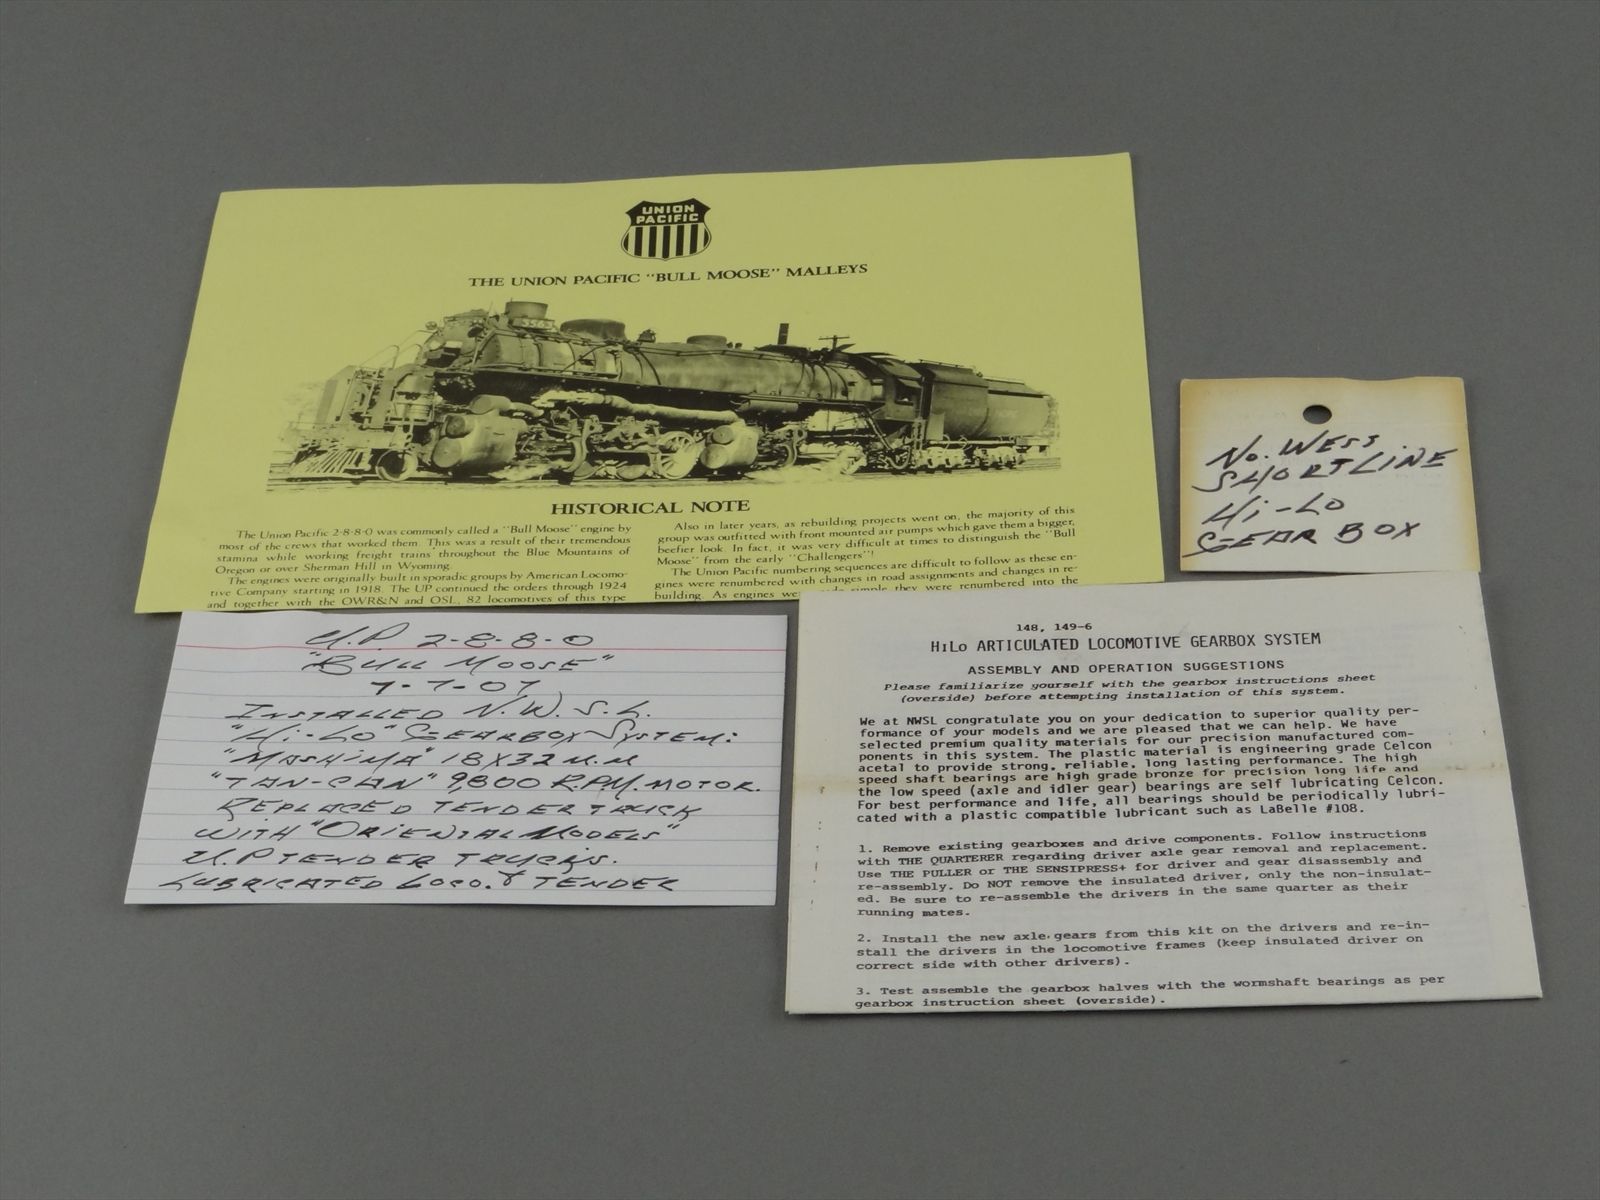 UNION
PACIFIC
THE UNION PACIFIC "BULL MOOSE" MALLEYS
HISTORICAL NOTE
The Union Pacific 2-8-8-0 was commonly called a "Bull Moose" engine by
most of the crews that worked them. This was a result of their tremendous
stamina while working freight trains throughout the Blue Mountains of
Oregon or over Sherman Hill in Wyoming.
The engines were originally built in sporadic groups by American Locomo-
tive Company starting in 1918. The UP continued the orders through 1924
and together with the OWR&N and OSL, 82 locomotives of this type
Also in later years, as rebuilding projects went on, the majority of this
group was outfitted with front mounted air pumps which gave them a bigger,
beefier look. In fact, it was very difficult at times to distinguish the "Bull
Moose" from the early "Challengers"!
The Union Pacific numbering sequences are difficult to follow as these en-
gines were renumbered with changes in road assignments and changes in re-
building. As engines simple they were renumbered into the
No. WESS
SHORTLINE
Hi-Lo
GEAR BOX
U.P. 2-8-8-0
"BULL MOOSE"
7-7-07
INSTALLED N.W.S.L.
"Hi-LO" GEARBOX SYSTEM:
"MASHIMA" 18X32 M.M
"TAN-CAN" 9,800 R.P.M. MOTOR.
REPLACED TENDER TRUCK
WITH "ORIENTAL MODELS"
U.P TENDER TRUCKS.
LUBRICATED LOCO. & TENDER
148, 149-6
HiLo ARTICULATED LOCOMOTIVE GEARBOX SYSTEM
ASSEMBLY AND OPERATION SUGGESTIONS
Please familiarize yourself with the gearbox instructions sheet
(overside) before attempting installation of this system.
We at NWSL congratulate you on your dedication to superior quality per-
formance of your models and we are pleased that we can help. We have
selected premium quality materials for our precision manufactured com-
ponents in this system. The plastic material is engineering grade Celcon
acetal to provide strong, reliable, long lasting performance. The high
speed shaft bearings are high grade bronze for precision long life and
the low speed (axle and idler gear) bearings are self lubricating Celcon.
For best performance and life, all bearings should be periodically lubri-
cated with a plastic compatible lubricant such as LaBelle #108.
1. Remove existing gearboxes and drive components. Follow instructions
with THE QUARTERER regarding driver axle gear removal and replacement.
Use THE PULLER or THE SENSIPRESS+ for driver and gear disassembly and
re-assembly. Do NOT remove the insulated driver, only the non-insulat-
ed. Be sure to re-assemble the drivers in the same quarter as their
running mates.
2. Install the new axle gears from this kit on the drivers and re-in-
stall the drivers in the locomotive frames (keep insulated driver on
correct side with other drivers).
3. Test assemble the gearbox halves with the wormshaft bearings as per
gearbox instruction sheet (overside).